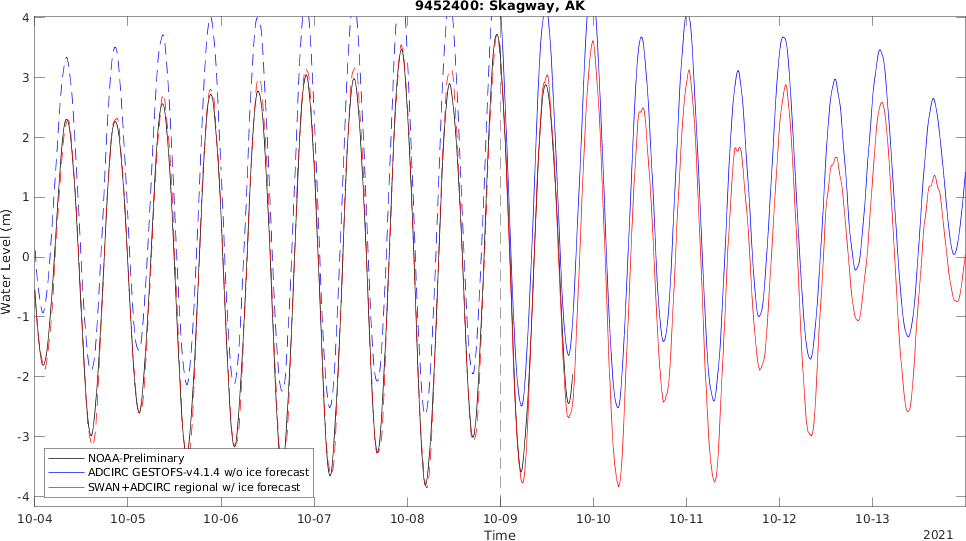 9452400: Skagway, AK
4
3
2
1
0
-1
-2
-3
-4
Water Level (m)
NOAA-Preliminary
ADCIRC GESTOFS-v4.1.4 w/o ice forecast
SWAN+ADCIRC regional w/ ice forecast
10-04 10-05 10-06 10-07 10-08 10-09 10-10 10-11 10-12 10-13
Time
2021